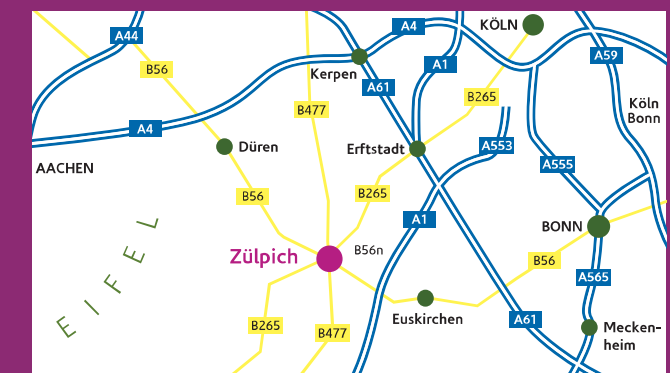 A4
KÖLN
A44
A59
A1
B56
Kerpen
A61
B265
B477
Köln
Bonn
A4
Düren
Erftstadt
A553
AACHEN
A555
B56
B265
EIFEL
A1
BONN
Zülpich
B56n
B56
A565
Euskirchen
B265
B477
A61
Mecken-
heim